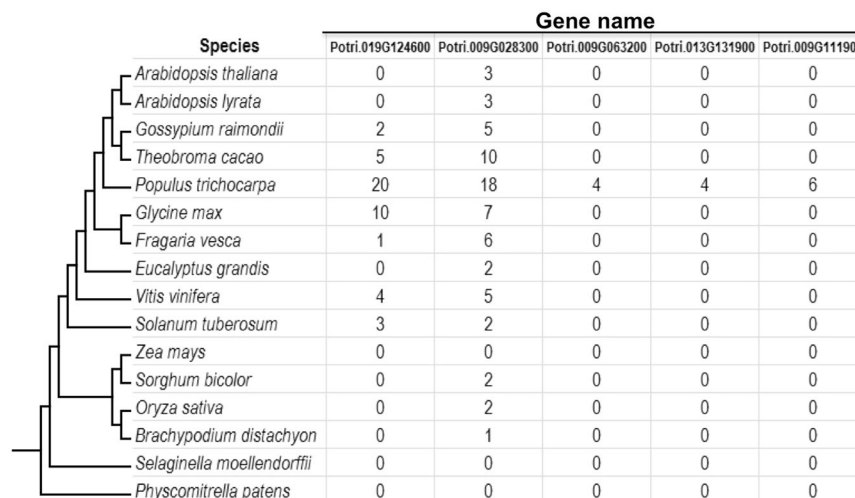 Gene name
Species Potri.019G124600 Potri.009G028300 Potri.009G063200 Potri.013G131900 Potri.009G11190
Arabidopsis thaliana 0 3 0 0 0
Arabidopsis lyrata 0 3 0 0 0
Gossypium raimondii 2 5 0 0 0
Theobroma cacao 5 10 0 0 0
Populus trichocarpa 20 18 4 4 6
Glycine max 10 7 0 0 0
Fragaria vesca 1 6 0 0 0
Eucalyptus grandis 0 2 0 0 0
Vitis vinifera 4 5 0 0 0
Solanum tuberosum 3 2 0 0 0
Zea mays 0 0 0 0 0
Sorghum bicolor 0 2 0 0 0
Oryza sativa 0 2 0 0 0
Brachypodium distachyon 0 1 0 0 0
Selaginella moellendorffii 0 0 0 0 0
Physcomitrella patens 0 0 0 0 0